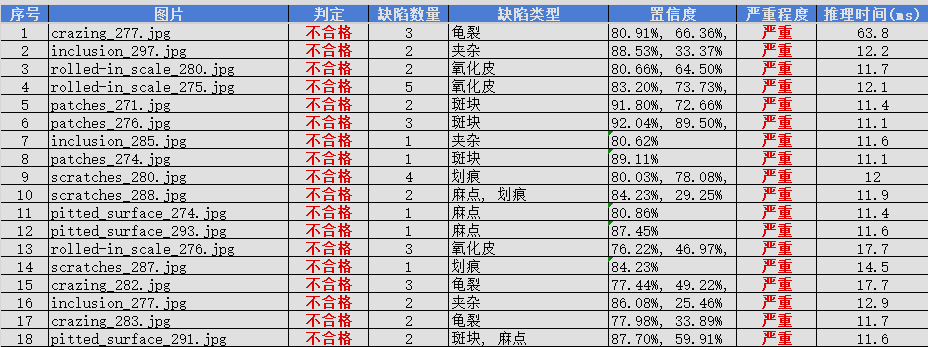 序号 图片 判定 缺陷数量 缺陷类型 置信度 严重程度 推理时间(ms)
1 crazing_277.jpg 不合格 3 龟裂 80.91%, 66.36%, 严重 63.8
2 inclusion_297.jpg 不合格 2 夹杂 88.53%, 33.37% 严重 12.2
3 rolled-in_scale_280.jpg 不合格 2 氧化皮 80.66%, 64.50% 严重 11.7
4 rolled-in_scale_275.jpg 不合格 5 氧化皮 83.20%, 73.73%, 严重 12.1
5 patches_271.jpg 不合格 2 斑块 91.80%, 72.66% 严重 11.4
6 patches_276.jpg 不合格 3 斑块 92.04%, 89.50%, 严重 11.1
7 inclusion_285.jpg 不合格 1 夹杂 80.62% 严重 11.6
8 patches_274.jpg 不合格 1 斑块 89.11% 严重 11.1
9 scratches_280.jpg 不合格 4 划痕 80.03%, 78.08%, 严重 12
10 scratches_288.jpg 不合格 2 麻点, 划痕 84.23%, 29.25% 严重 11.9
11 pitted_surface_274.jpg 不合格 1 麻点 80.86% 严重 11.4
12 pitted_surface_293.jpg 不合格 1 麻点 87.45% 严重 11.6
13 rolled-in_scale_276.jpg 不合格 3 氧化皮 76.22%, 46.97%, 严重 17.7
14 scratches_287.jpg 不合格 1 划痕 84.23% 严重 14.5
15 crazing_282.jpg 不合格 3 龟裂 77.44%, 49.22%, 严重 17.7
16 inclusion_277.jpg 不合格 2 夹杂 86.08%, 25.46% 严重 12.9
17 crazing_283.jpg 不合格 2 龟裂 77.98%, 33.89% 严重 11.7
18 pitted_surface_291.jpg 不合格 2 斑块, 麻点 87.70%, 59.91% 严重 11.6